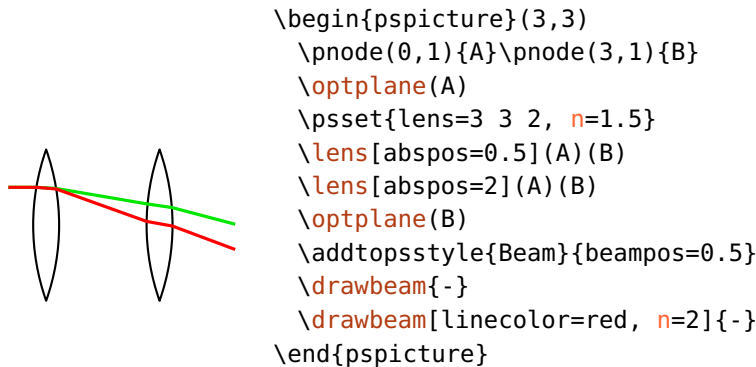 \begin{pspicture}(3,3)
\pnode(0,1){A}\pnode(3,1){B}
\optplane(A)
\psset{lens=3 3 2, n=1.5}
\lens[abspos=0.5](A)(B)
\lens[abspos=2](A)(B)
\optplane(B)
\addtopsstyle{Beam}{beampos=0.5}
\drawbeam{-}
\drawbeam[linecolor=red, n=2]{-}
\end{pspicture}